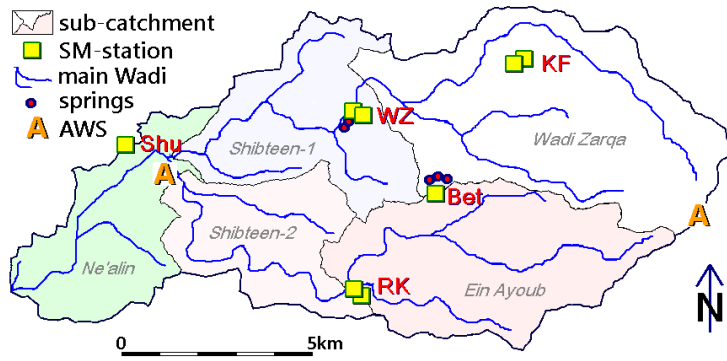 sub-catchment
SM-station
main Wadi
springs
A AWS
KF
WZ
Wadi Zarqa
Shu
Shibteen-1
A
Bet
A
Shibteen-2
Ne'alin
RK
Ein Ayoub
N
0 5km